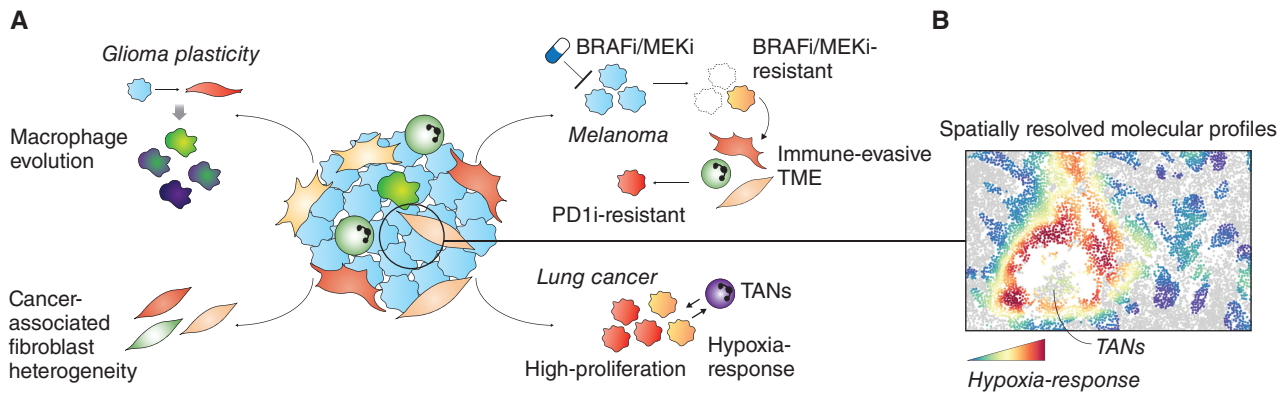 A
Glioma plasticity
Macrophage
evolution
Cancer-
associated
fibroblast
heterogeneity
BRAFi/MEKi
BRAFi/MEKi-
resistant
Melanoma
Immune-evasive
TME
PD1i-resistant
Lung cancer
TANs
High-proliferation
Hypoxia-
response
B
Spatially resolved molecular profiles
TANs
Hypoxia-response